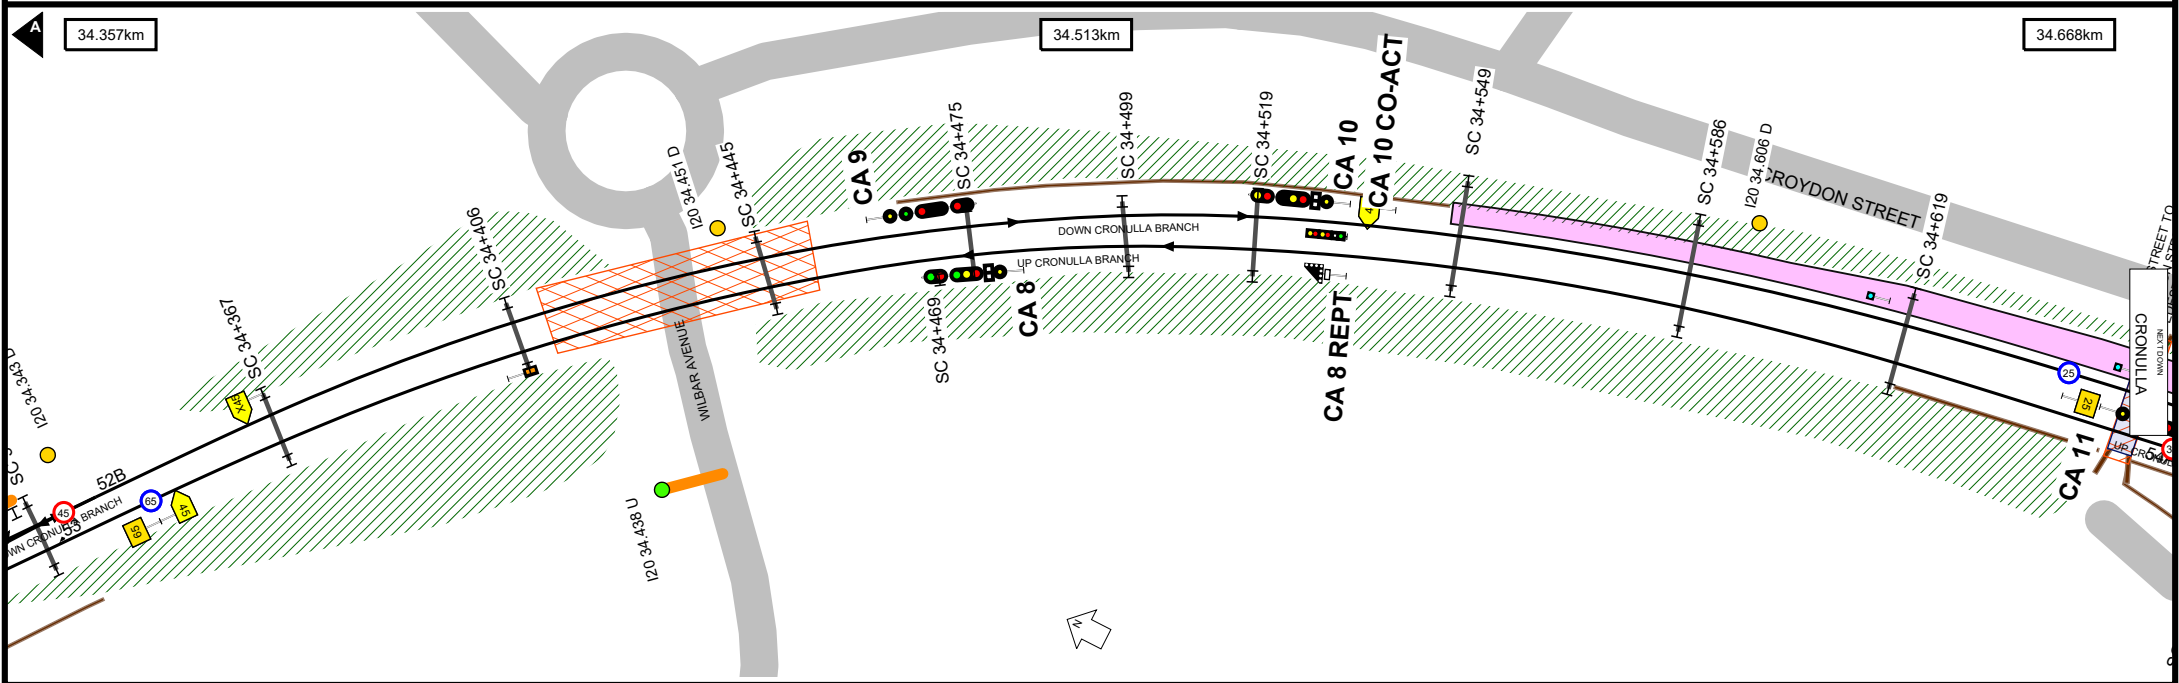 A
34.357km
34.513km
34.668km
CA 9
SC 34+475
SC 34+499
SC 34+519
CA 10
CA 10 CO-ACT
SC 34+549
SC 34+586
I20 34.606 D
CROYDON STREET
SC 34+619
I20 34.451 D
SC 34+445
SC 34+406
SC 34+367
I20 34.343 D
X45
DOWN CRONULLA BRANCH
UP CRONULLA BRANCH
SC 34+469
CA 8
CA 8 REPT
WILBAR AVENUE
I20 34.438 U
52B
53
45
65
65
45
25
25
CRONULLA
NEXT DOWN
CA 11
N